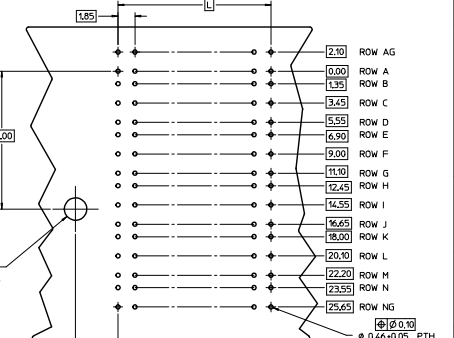 L
1.85
2.10 ROW AG
0.00 ROW A
1.35 ROW B
3.45 ROW C
5.55 ROW D
6.90 ROW E
9.00 ROW F
.00
11.10 ROW G
12.45 ROW H
14.55 ROW I
16.65 ROW J
18.00 ROW K
20.10 ROW L
22.20 ROW M
23.55 ROW N
25.65 ROW NG
⌖ Ø 0.10
Ø 0.46±0.05 PTH